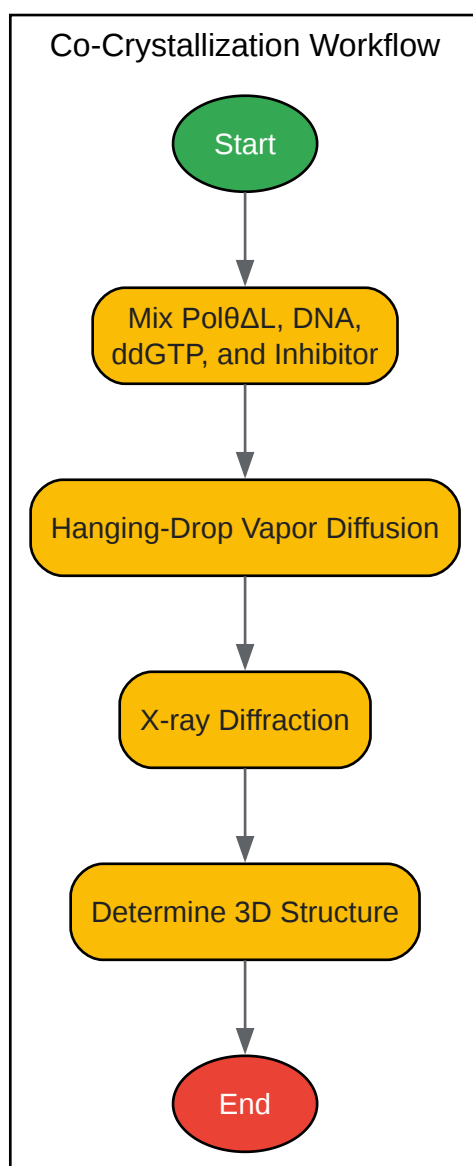 Co-Crystallization Workflow
Start
Mix PolθΔL, DNA,
ddGTP, and Inhibitor
Hanging-Drop Vapor Diffusion
X-ray Diffraction
Determine 3D Structure
End